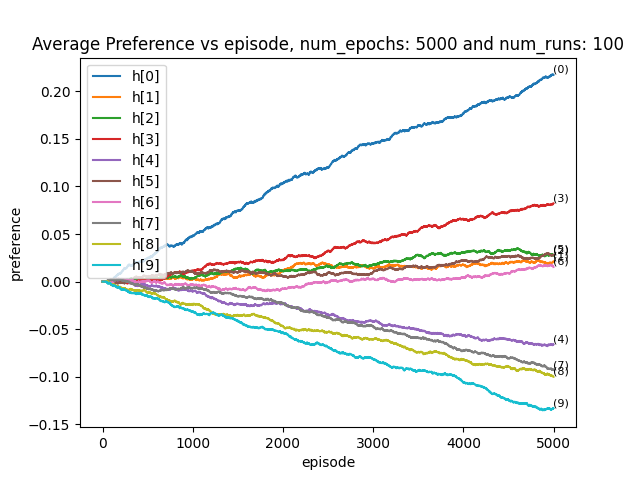 Average Preference vs episode, num_epochs: 5000 and num_runs: 100
preference
0.20
0.15
0.10
0.05
0.00
−0.05
−0.10
−0.15
h[0]
h[1]
h[2]
h[3]
h[4]
h[5]
h[6]
h[7]
h[8]
h[9]
(0)
(3)
(6)
(4)
(7)
(8)
(9)
0
1000
2000
3000
4000
5000
episode